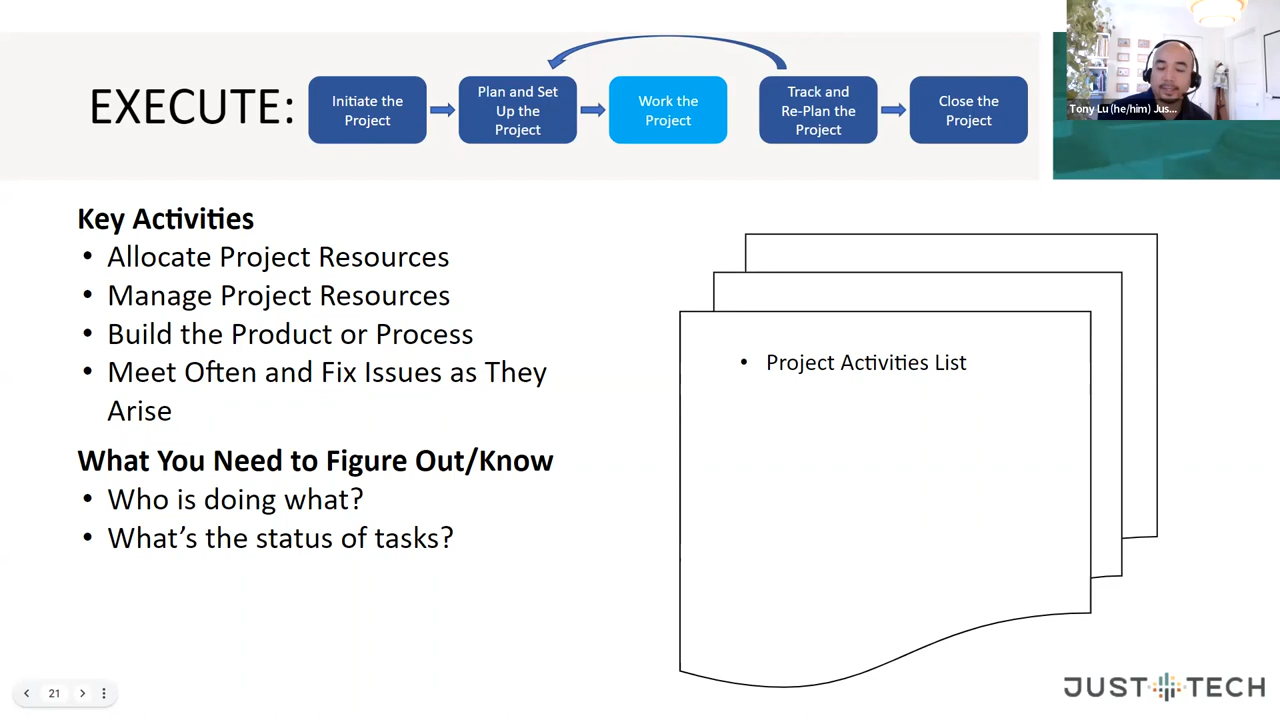 EXECUTE:
Initiate the
Project
Plan and Set
Up the
Project
Work the
Project
Track and
Re-Plan the
Project
Close the
Project
Tony Lu (he/him) Jus...
Key Activities
• Allocate Project Resources
• Manage Project Resources
• Build the Product or Process
• Meet Often and Fix Issues as They
Arise
What You Need to Figure Out/Know
• Who is doing what?
• What's the status of tasks?
• Project Activities List
21
JUST TECH